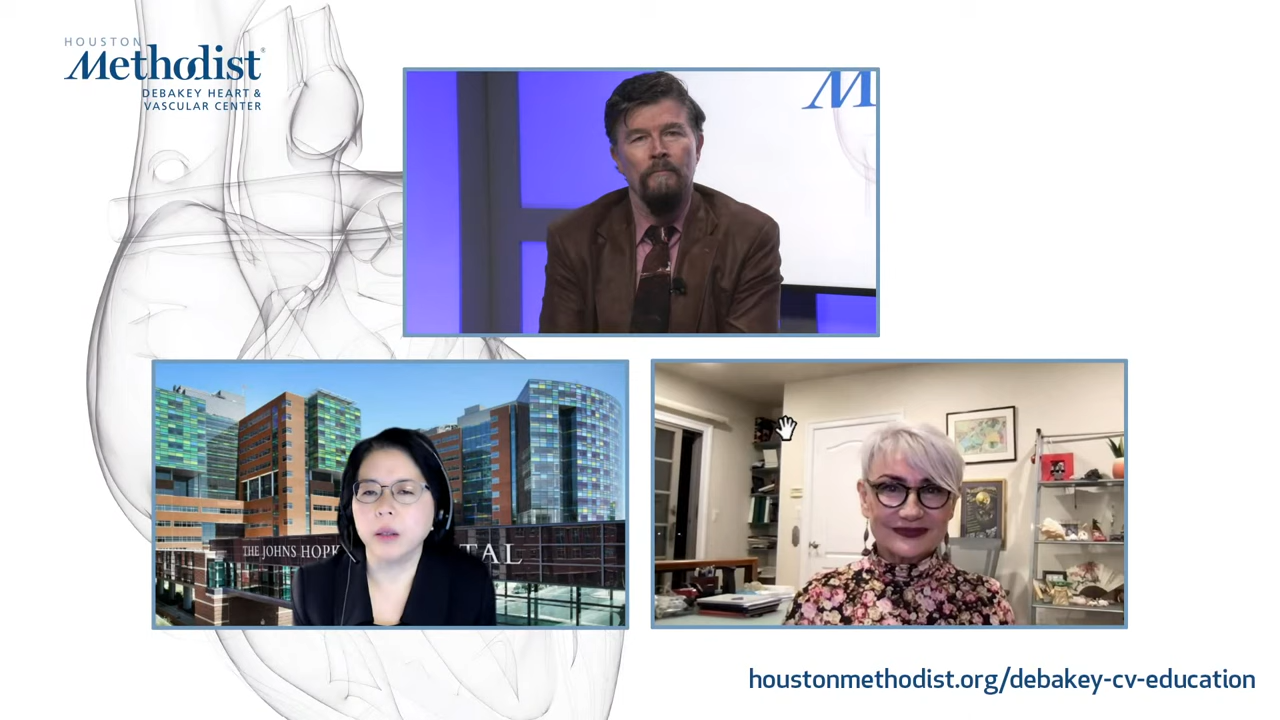 HOUSTON
Methodist
DEBAKEY HEART &
VASCULAR CENTER
M
THE JOHNS HOPK TAL
houstonmethodist.org/debakey-cv-education